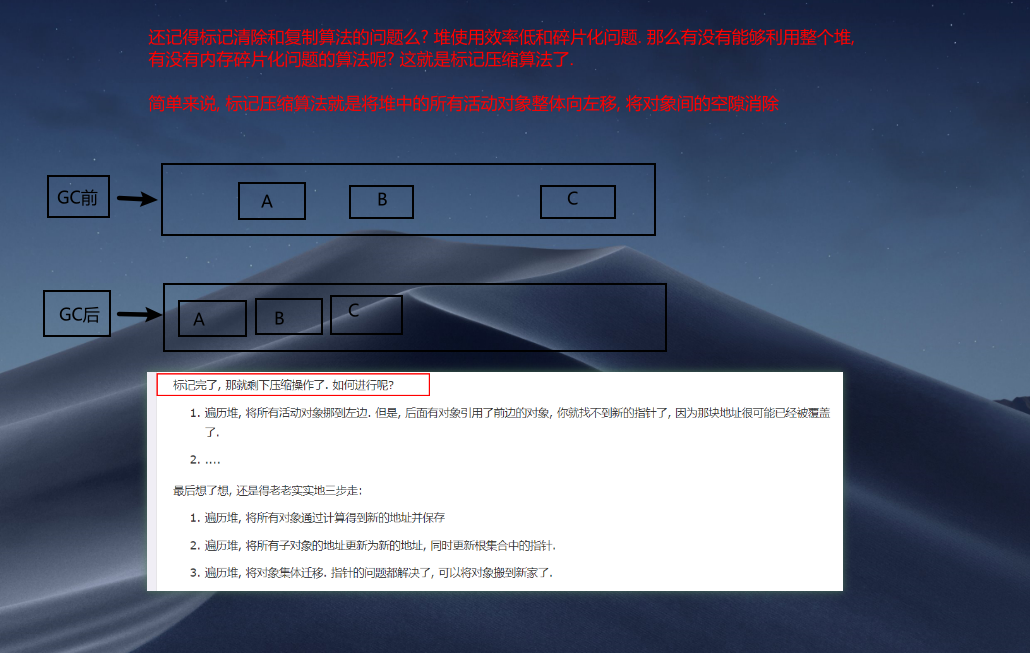 还记得标记清除和复制算法的问题么? 堆使用效率低和碎片化问题. 那么有没有能够利用整个堆,
有没有内存碎片化问题的算法呢? 这就是标记压缩算法了.
简单来说, 标记压缩算法就是将堆中的所有活动对象整体向左移, 将对象间的空隙消除
GC前
A
B
C
GC后
A
B
C
标记完了, 那就剩下压缩操作了. 如何进行呢?
1. 遍历堆, 将所有活动对象挪到左边. 但是, 后面有对象引用了前边的对象, 你就找不到新的指针了, 因为那块地址很可能已经被覆盖
了.
2. ....
最后想了想, 还是得老老实实地三步走:
1. 遍历堆, 将所有对象通过计算得到新的地址并保存
2. 遍历堆, 将所有子对象的地址更新为新的地址, 同时更新根集合中的指针.
3. 遍历堆, 将对象集体迁移. 指针的问题都解决了, 可以将对象搬到新家了.